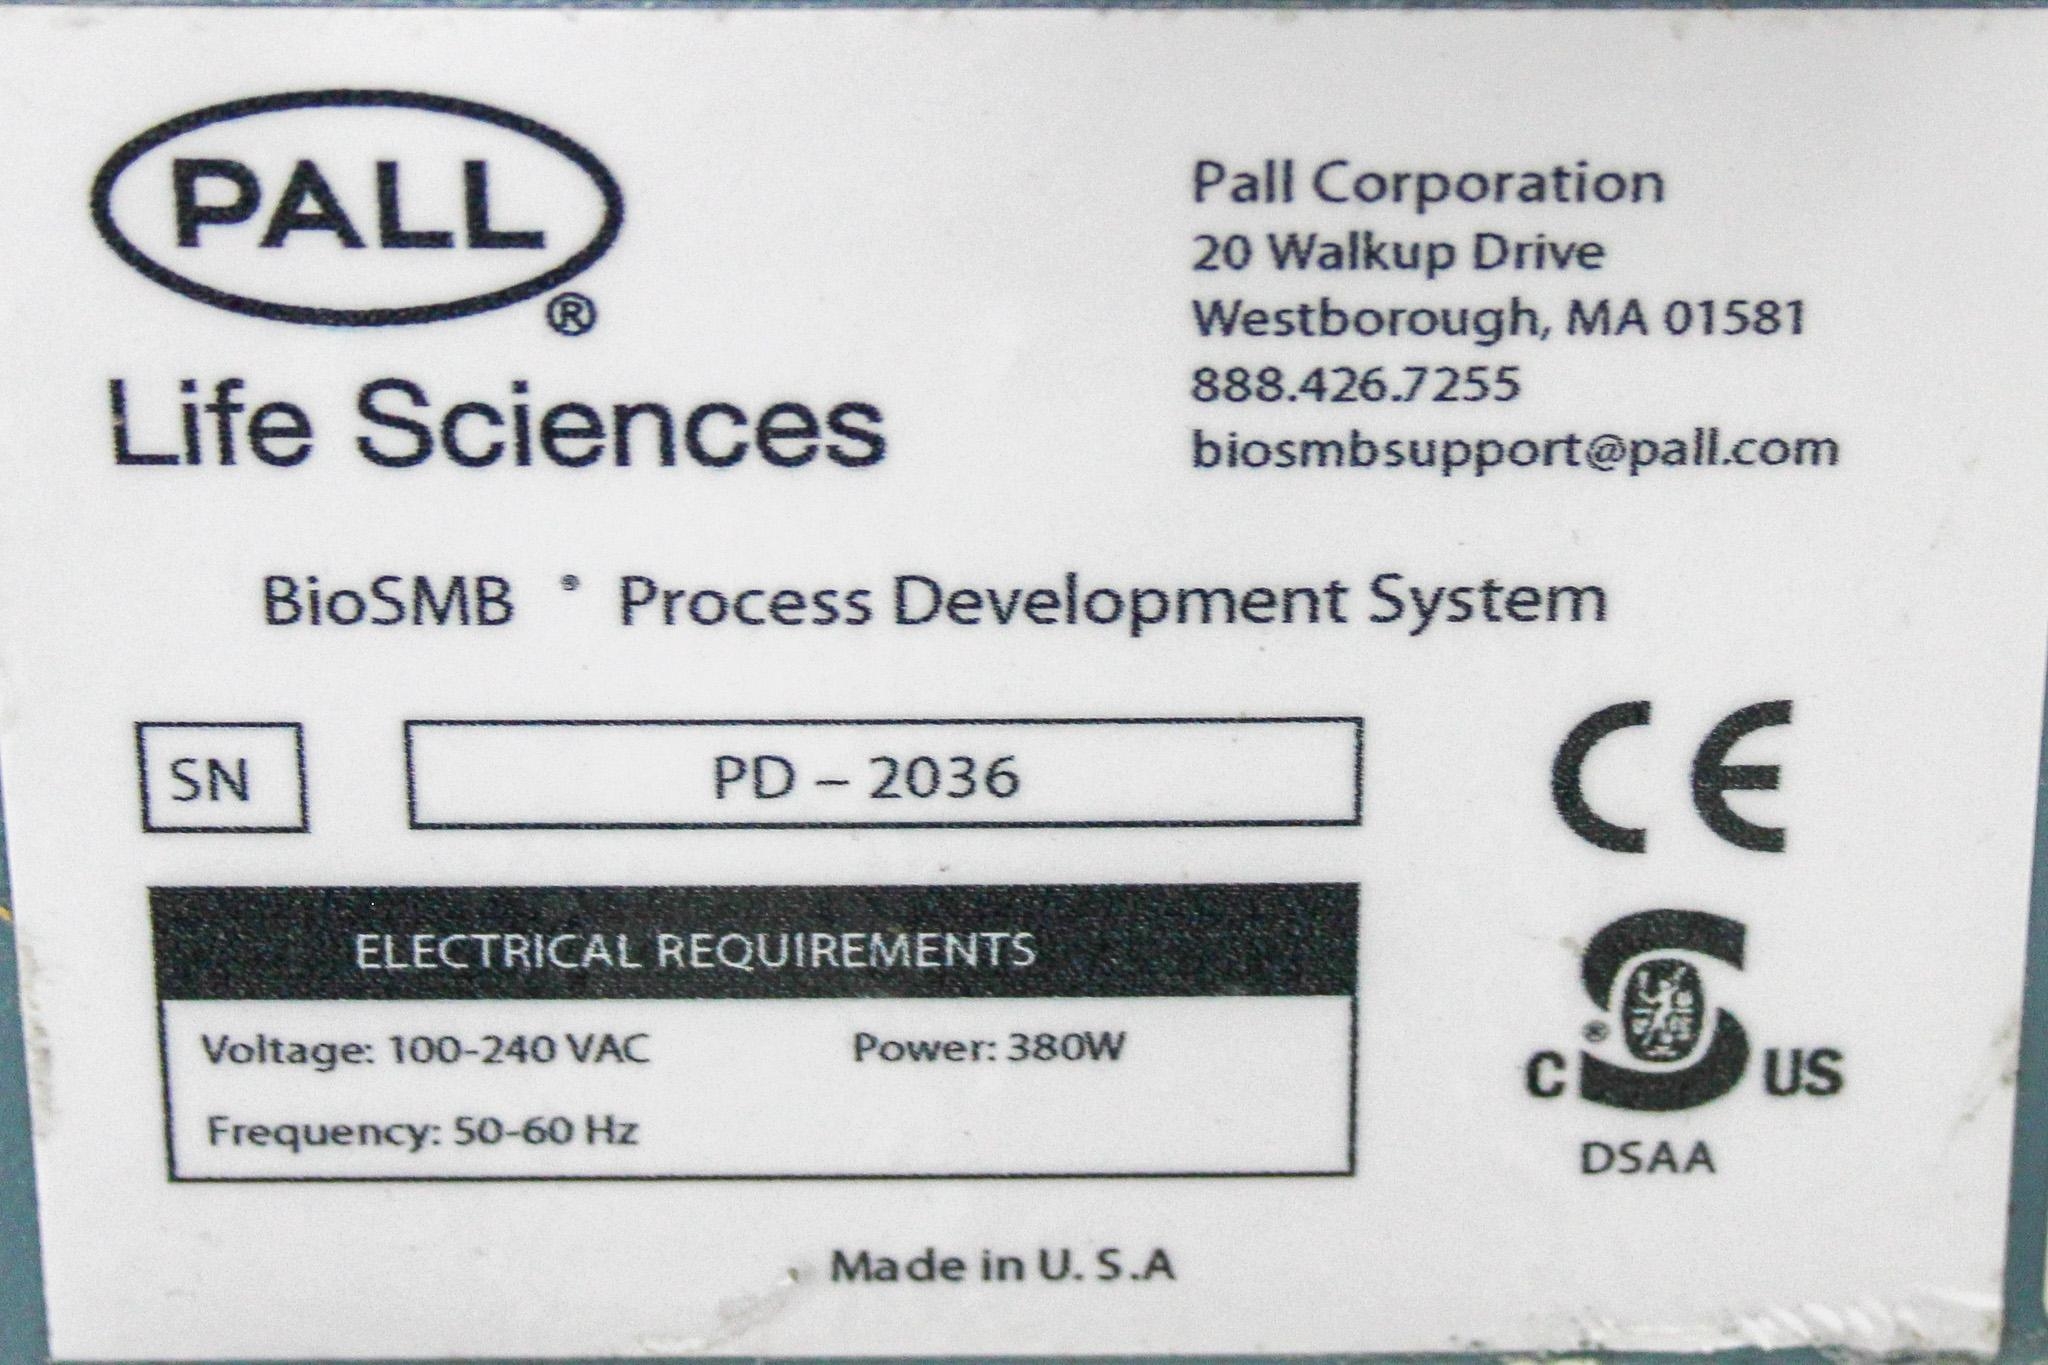 PALL
®
Life Sciences
Pall Corporation
20 Walkup Drive
Westborough, MA 01581
888.426.7255
biosmbsupport@pall.com
BioSMB ® Process Development System
SN
PD – 2036
CE
ELECTRICAL REQUIREMENTS
Voltage: 100-240 VAC Power: 380W
Frequency: 50-60 Hz
®
C S US
DSAA
Made in U. S .A